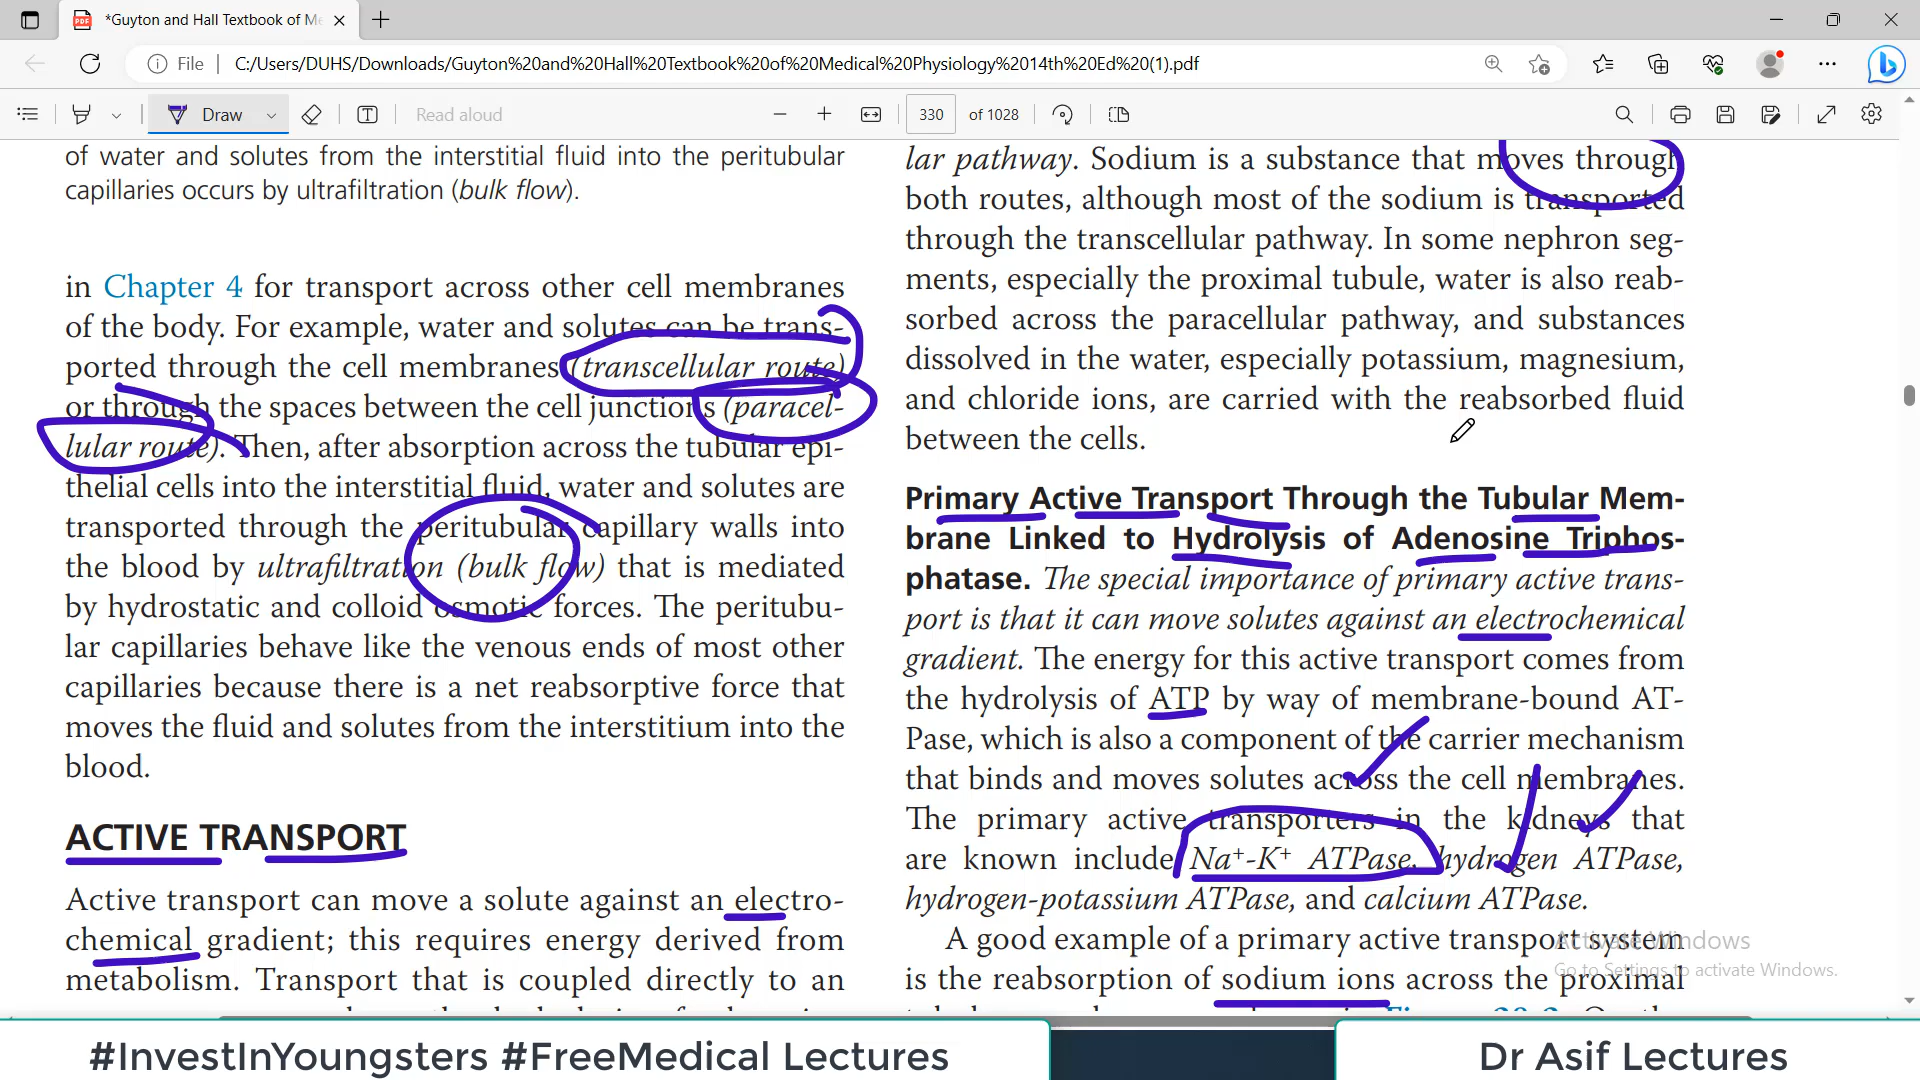 *Guyton and Hall Textbook of Me
File
C:/Users/DUHS/Downloads/Guyton%20and%20Hall%20Textbook%20of%20Medical%20Physiology%2014th%20Ed%20(1).pdf
Draw
Read aloud
330 of 1028
of water and solutes from the interstitial fluid into the peritubular
capillaries occurs by ultrafiltration (bulk flow).
in Chapter 4 for transport across other cell membranes
of the body. For example, water and solutes can be trans-
ported through the cell membranes (transcellular route)
or through the spaces between the cell junctions (paracel-
lular route). Then, after absorption across the tubular epi-
thelial cells into the interstitial fluid, water and solutes are
transported through the peritubular capillary walls into
the blood by ultrafiltration (bulk flow) that is mediated
by hydrostatic and colloid osmotic forces. The peritubu-
lar capillaries behave like the venous ends of most other
capillaries because there is a net reabsorptive force that
moves the fluid and solutes from the interstitium into the
blood.
ACTIVE TRANSPORT
Active transport can move a solute against an electro-
chemical gradient; this requires energy derived from
metabolism. Transport that is coupled directly to an
lar pathway. Sodium is a substance that moves through
both routes, although most of the sodium is transported
through the transcellular pathway. In some nephron seg-
ments, especially the proximal tubule, water is also reab-
sorbed across the paracellular pathway, and substances
dissolved in the water, especially potassium, magnesium,
and chloride ions, are carried with the reabsorbed fluid
between the cells.
Primary Active Transport Through the Tubular Mem-
brane Linked to Hydrolysis of Adenosine Triphos-
phatase. The special importance of primary active trans-
port is that it can move solutes against an electrochemical
gradient. The energy for this active transport comes from
the hydrolysis of ATP by way of membrane-bound AT-
Pase, which is also a component of the carrier mechanism
that binds and moves solutes across the cell membranes.
The primary active transporters in the kidneys that
are known include Na⁺-K⁺ ATPase, hydrogen ATPase,
hydrogen-potassium ATPase, and calcium ATPase.
A good example of a primary active transport system
is the reabsorption of sodium ions across the proximal
Activate Windows
Go to Settings to activate Windows.
#InvestInYoungsters #FreeMedical Lectures
Dr Asif Lectures